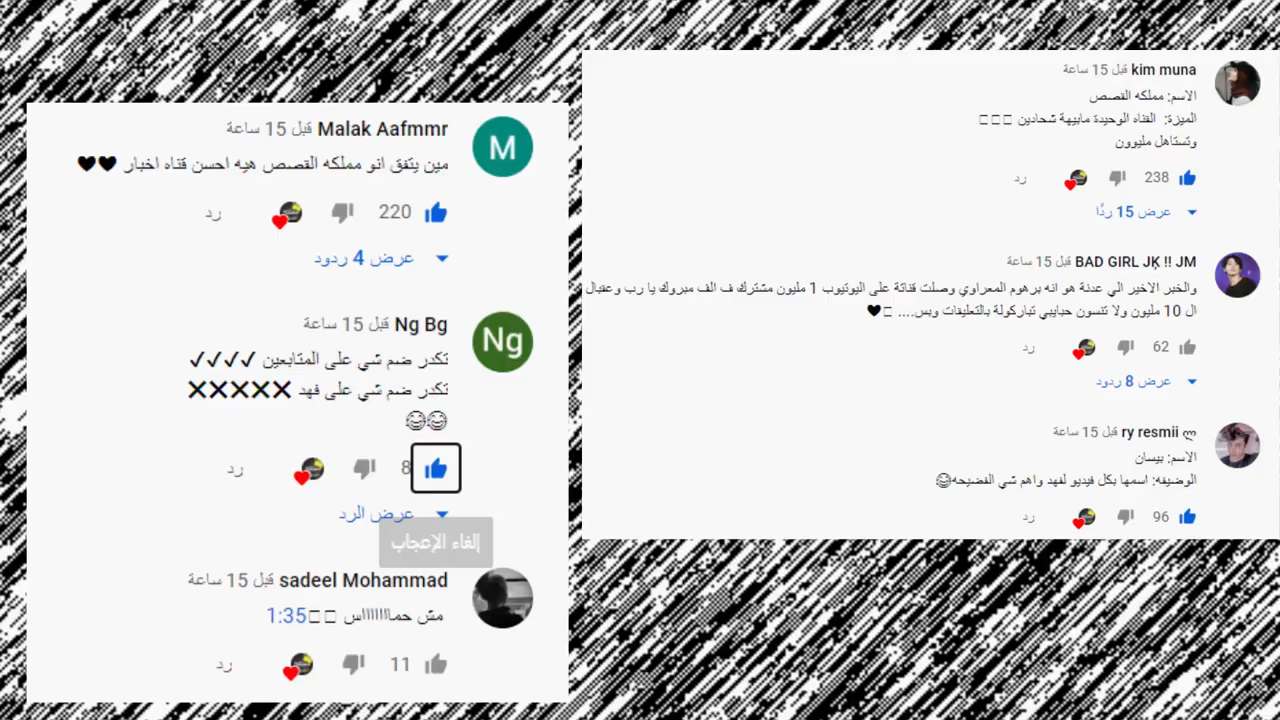 kim muna قبل 15 ساعة
الاسم: مملكه القصص
الميزة: القناه الوحيدة مابيهة شحادين
وتستاهل مليوون
238
رد
عرض 15 ردًا
BAD GIRL JĶ !! JM قبل 15 ساعة
والخبر الاخير الي عدنة هو انه برهوم المعراوي وصلت قناتة على اليوتيوب 1 مليون مشترك ف الف مبروك يا رب وعقبال
ال 10 مليون ولا تنسون حبايبي تباركولة بالتعليقات وبس.... 🖤
62
رد
عرض 8 ردود
ry resmii ლ قبل 15 ساعة
الاسم: بيسان
الوضيفه: اسمها بكل فيديو لفهد واهم شي الفضيحه😂
96
رد
M
Malak Aafmmr قبل 15 ساعة
مين يتفق انو مملكه القصص هيه احسن قناه اخبار 🖤🖤
220
رد
عرض 4 ردود
Ng
Ng Bg قبل 15 ساعة
تكدر ضم شي على المتابعين ✓✓✓✓
تكدر ضم شي على فهد ❌❌❌❌❌
😂😂
8
رد
عرض الرد
إلغاء الإعجاب
sadeel Mohammad قبل 15 ساعة
مش حمااااااااس 1:35
11
رد